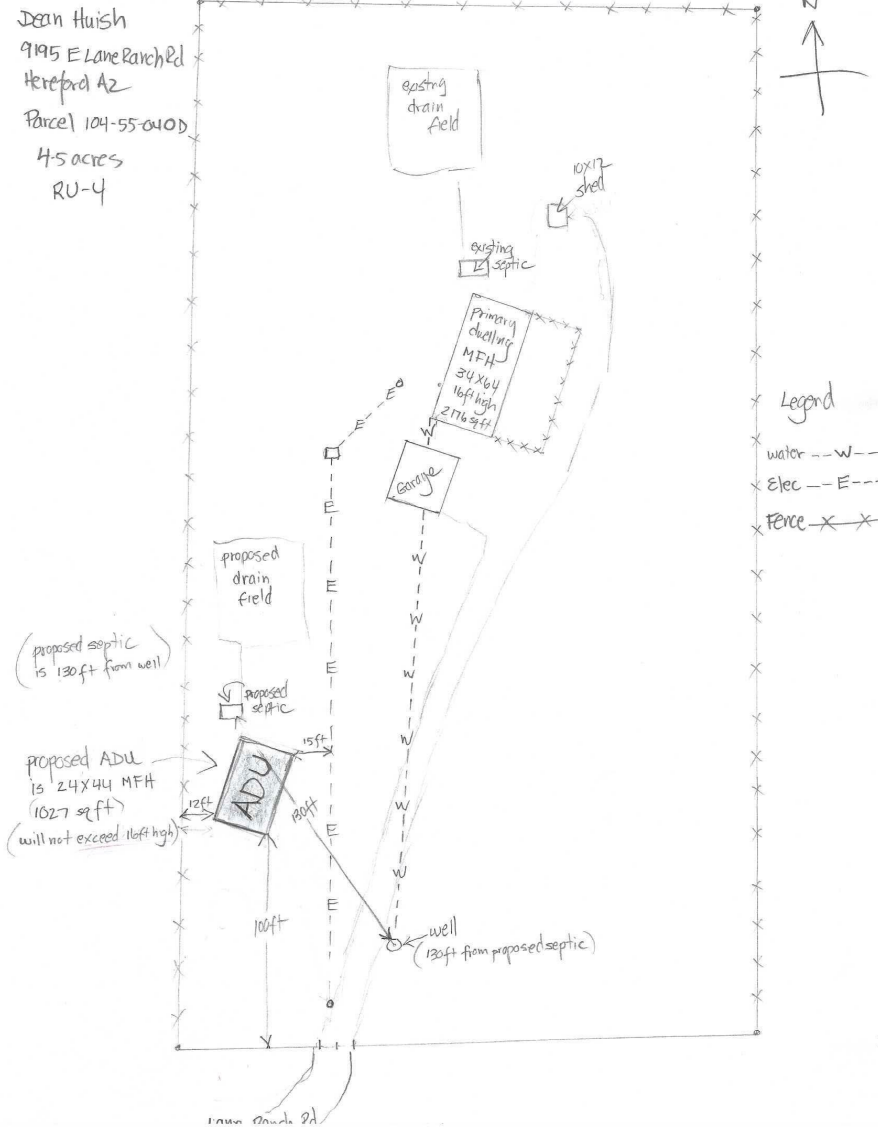 Dean Huish
9195 E Lane Ranch Rd
Hereford AZ
Parcel 104-55-040D
4.5 acres
RU-4
N
existng
drain
field
10X12
shed
existing
septic
Primary
dwelling
MFH
34X64
16ft high
2176 sqft
E
E
W
Garage
Legend
water --W--
Elec --E---
Fence X X
E
E
E
E
E
W
W
W
W
W
W
proposed
drain
field
(proposed septic
is 130ft from well)
proposed
septic
15ft
proposed ADU
is 24X44 MFH
(1027 sqft)
(will not exceed 16ft high)
12ft
ADU
130ft
100ft
well
(130ft from proposed septic)
Lane Ranch Rd